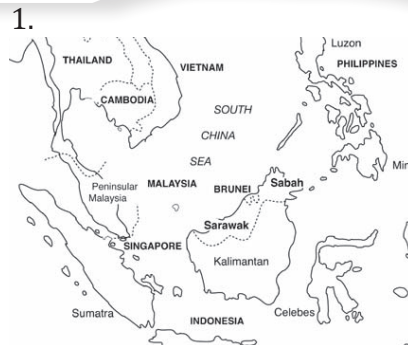 1.
Luzon
THAILAND
VIETNAM
PHILIPPINES
CAMBODIA
SOUTH
CHINA
SEA
Min
Peninsular
Malaysia
MALAYSIA
BRUNEI
Sabah
Sarawak
SINGAPORE
Kalimantan
Sumatra
INDONESIA
Celebes